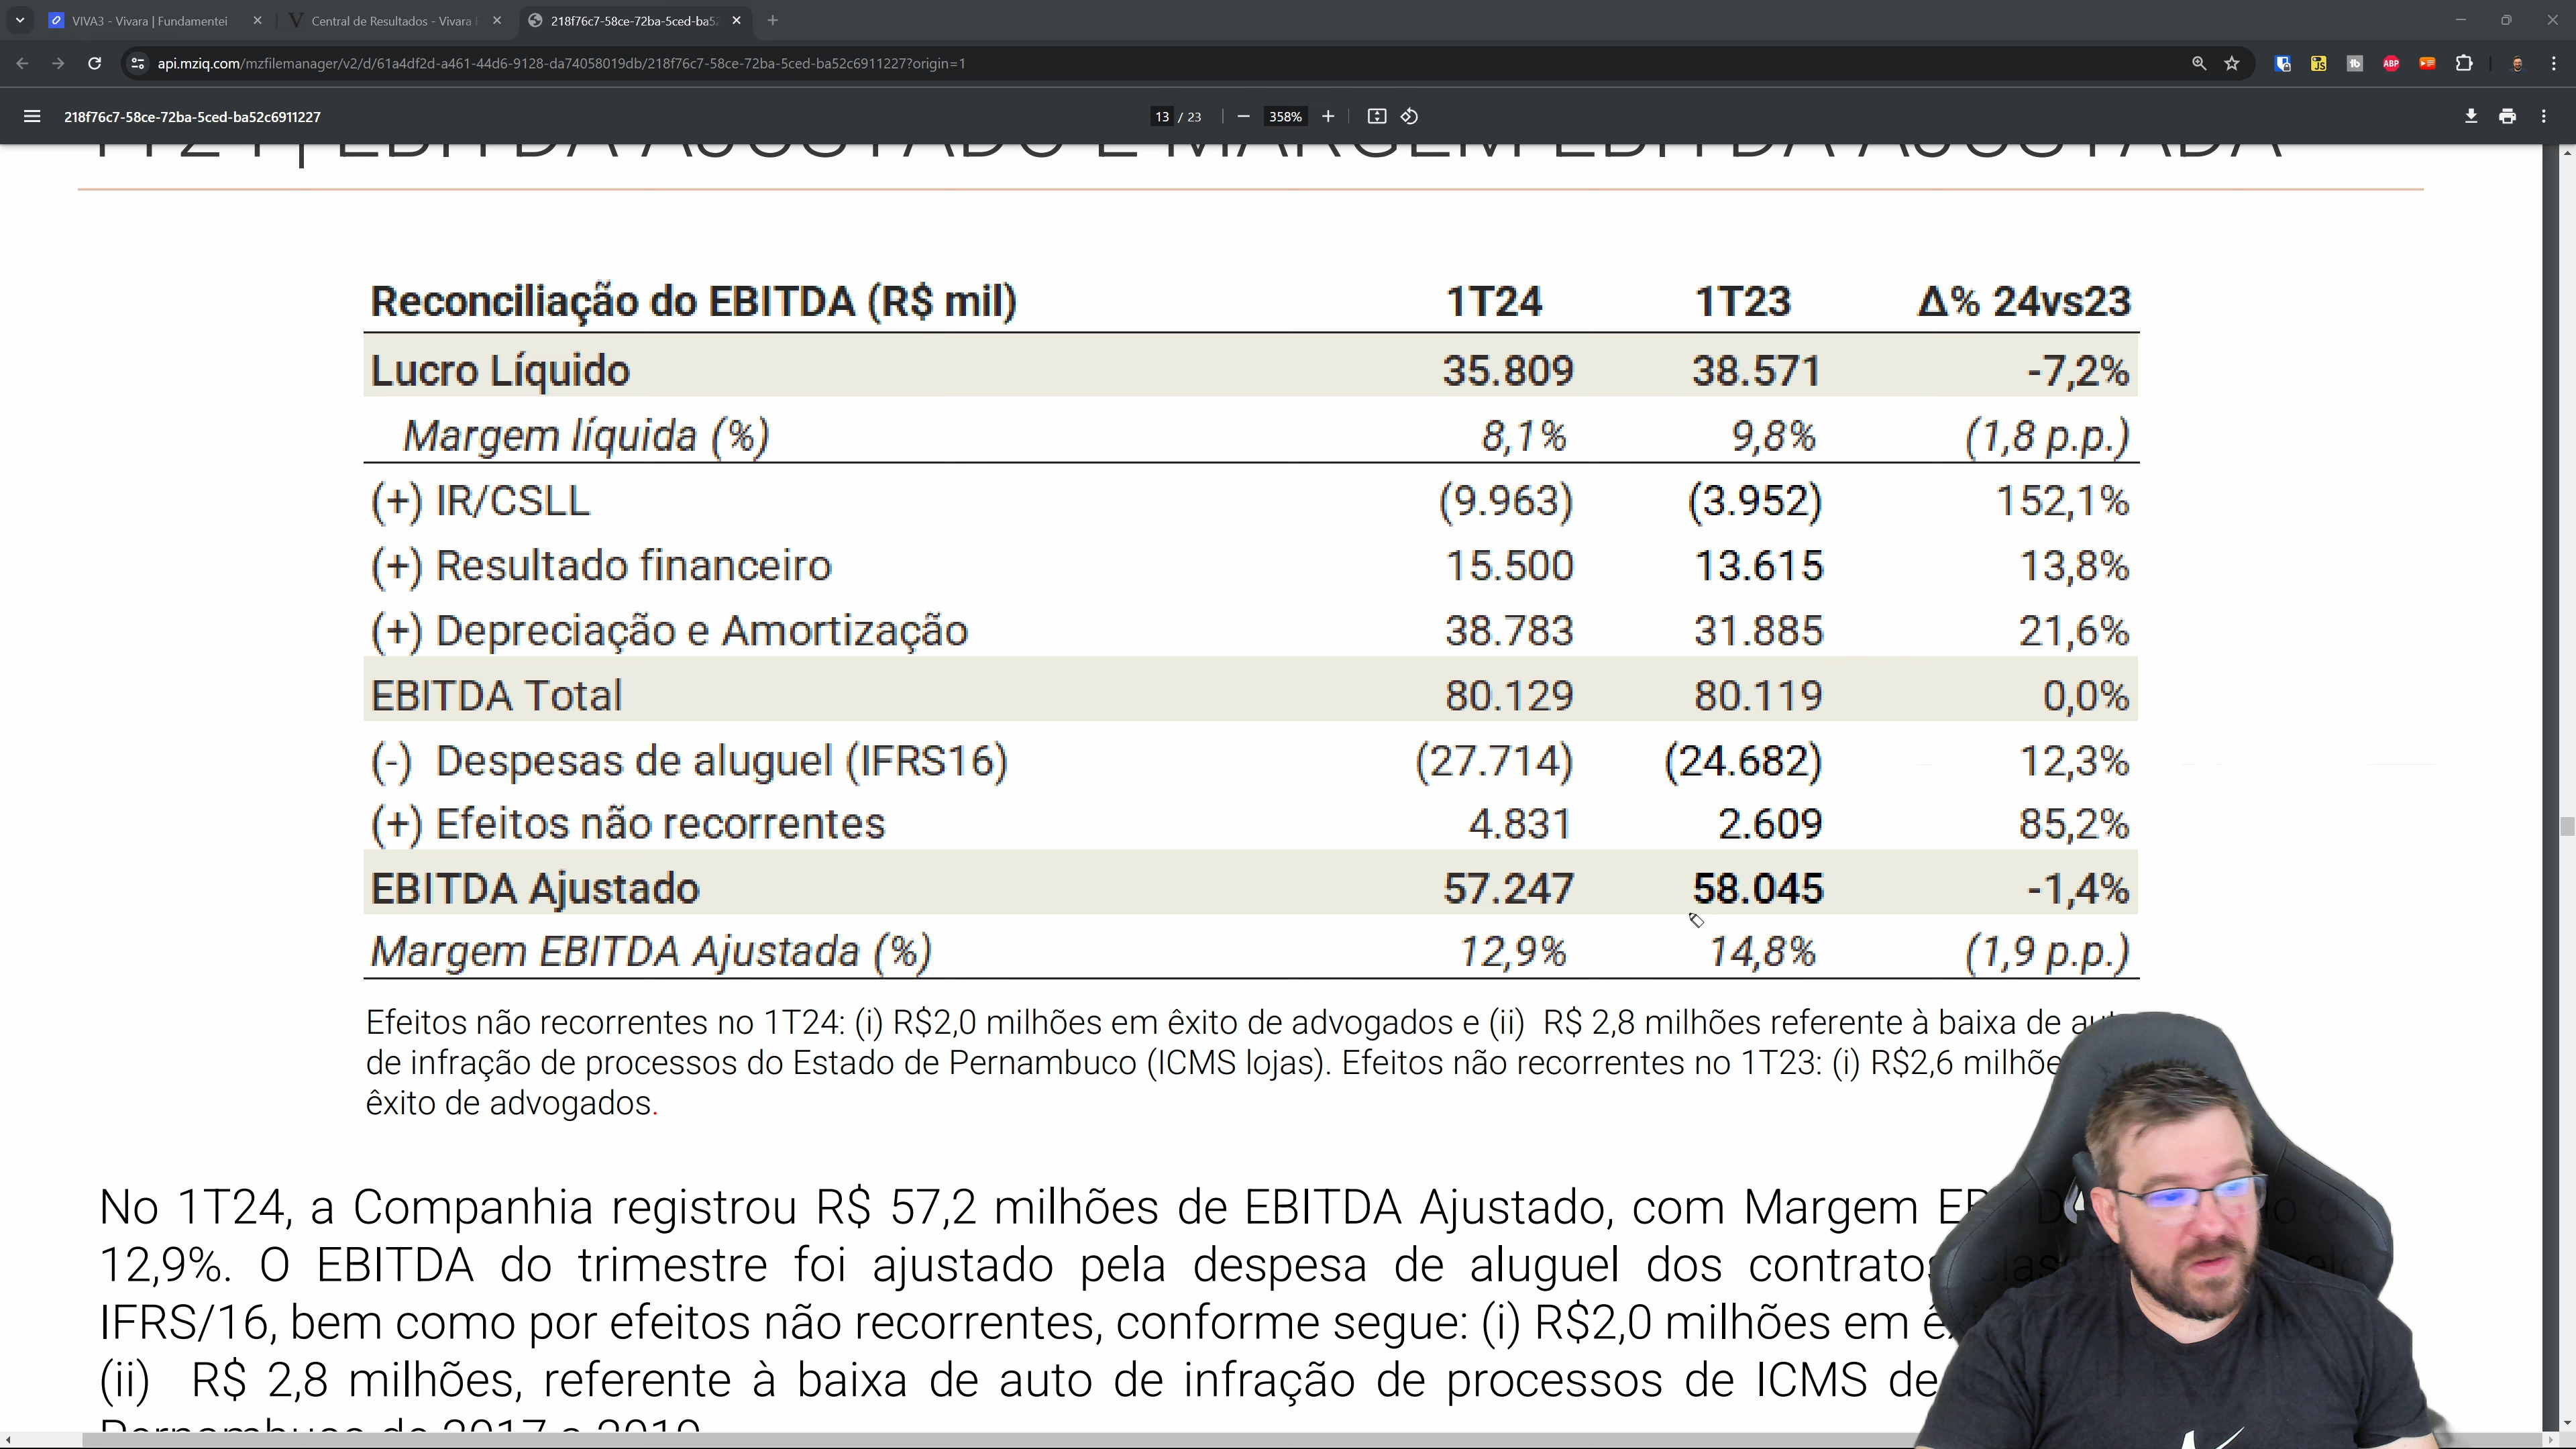 VIVA3 - Vivara | Fundamentei
Central de Resultados - Vivara
218f76c7-58ce-72ba-5ced-ba52
api.mziq.com/mzfilemanager/v2/d/61a4df2d-a461-44d6-9128-da74058019db/218f76c7-58ce-72ba-5ced-ba52c6911227?origin=1
218f76c7-58ce-72ba-5ced-ba52c6911227
13 / 23
358%
| EBITDA AJUSTADO E MARGEM EBITDA AJUSTADA
Reconciliação do EBITDA (R$ mil) 1T24 1T23 Δ% 24vs23
Lucro Líquido 35.809 38.571 -7,2%
Margem líquida (%) 8,1% 9,8% (1,8 p.p.)
(+) IR/CSLL (9.963) (3.952) 152,1%
(+) Resultado financeiro 15.500 13.615 13,8%
(+) Depreciação e Amortização 38.783 31.885 21,6%
EBITDA Total 80.129 80.119 0,0%
(-) Despesas de aluguel (IFRS16) (27.714) (24.682) 12,3%
(+) Efeitos não recorrentes 4.831 2.609 85,2%
EBITDA Ajustado 57.247 58.045 -1,4%
Margem EBITDA Ajustada (%) 12,9% 14,8% (1,9 p.p.)
Efeitos não recorrentes no 1T24: (i) R$2,0 milhões em êxito de advogados e (ii) R$ 2,8 milhões referente à baixa de
de infração de processos do Estado de Pernambuco (ICMS lojas). Efeitos não recorrentes no 1T23: (i) R$2,6
êxito de advogados.
No 1T24, a Companhia registrou R$ 57,2 milhões de EBITDA Ajustado, com Margem
12,9%. O EBITDA do trimestre foi ajustado pela despesa de aluguel dos
IFRS/16, bem como por efeitos não recorrentes, conforme segue: (i) R$2,0 milhões em
(ii) R$ 2,8 milhões, referente à baixa de auto de infração de processos de ICMS de
Pernambuco de 2017 a 2019